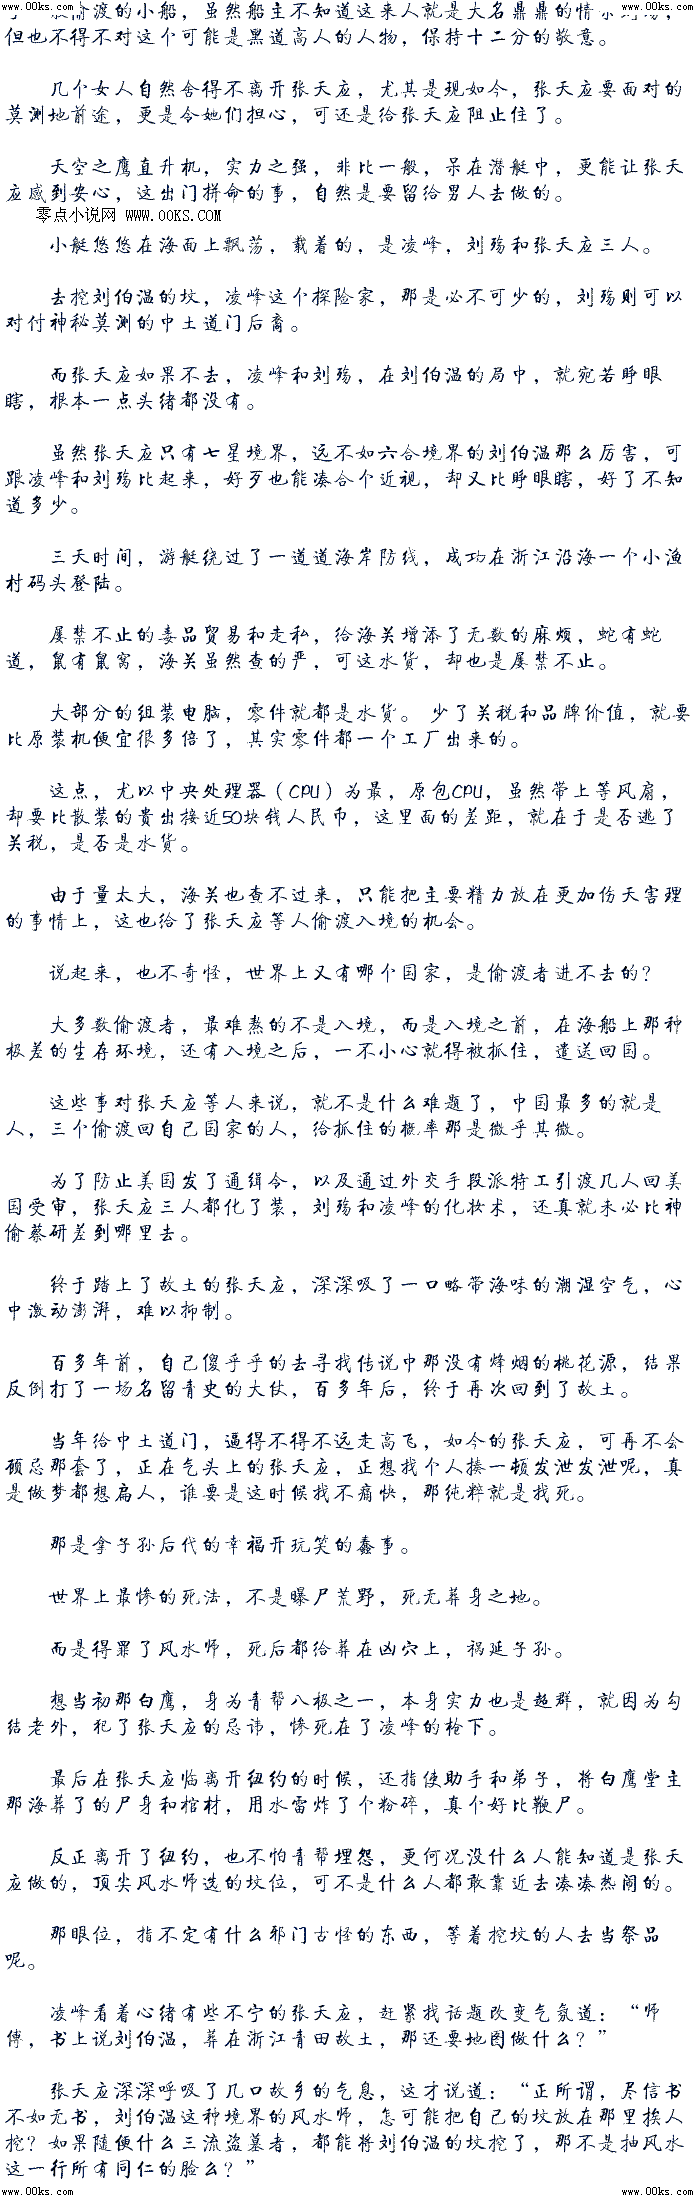 www.00ks.com www.00ks.com
偷渡的小船，虽然船主不知道这来人就是大名鼎鼎的情
但也不得不对这个可能是黑道高人的人物，保持十二分的敬意。
几个女人自然舍得不离开张天应，尤其是现如今，张天应要面对的
莫测地前途，更是令她们担心，可还是给张天应阻止住了。
天空之鹰直升机，实力之强，非比一般，呆在潜艇中，更能让张天
应感到安心，这出门拼命的事，自然是要留给男人去做的。
零点小说网 WWW.OOKS.COM
小艇悠悠在海面上飘荡，载着的，是凌峰，刘殇和张天应三人。
去挖刘伯温的坟，凌峰这个探险家，那是必不可少的，刘殇则可以
对付神秘莫测的中土道门后裔。
而张天应如果不去，凌峰和刘殇，在刘伯温的局中，就宛若睁眼
瞎，根本一点头绪都没有。
虽然张天应只有七星境界，远不如六合境界的刘伯温那么厉害，可
跟凌峰和刘殇比起来，好歹也能凑合个近视，却又比睁眼瞎，好了不知
道多少。
三天时间，游艇绕过了一道道海岸防线，成功在浙江沿海一个小渔
村码头登陆。
屡禁不止的毒品贸易和走私，给海关增添了无数的麻烦，蛇有蛇
道，鼠有鼠窝，海关虽然查的严，可这水货，却也是屡禁不止。
大部分的组装电脑，零件就都是水货。 少了关税和品牌价值，就要
比原装机便宜很多倍了，其实零件都一个工厂出来的。
这点，尤以中央处理器（CPU）为最，原包CPU，虽然带上等风扇，
却要比散装的贵出接近50块钱人民币，这里面的差距，就在于是否逃了
关税，是否是水货。
由于量太大，海关也查不过来，只能把主要精力放在更加伤天害理
的事情上，这也给了张天应等人偷渡入境的机会。
说起来，也不奇怪，世界上又有哪个国家，是偷渡者进不去的？
大多数偷渡者，最难熬的不是入境，而是入境之前，在海船上那种
极差的生存环境，还有入境之后，一不小心就得被抓住，遣送回国。
这些事对张天应等人来说，就不是什么难题了，中国最多的就是
人，三个偷渡回自己国家的人，给抓住的概率那是微乎其微。
为了防止美国发了通缉令，以及通过外交手段派特工引渡几人回美
国受审，张天应三人都化了装，刘殇和凌峰的化妆术，还真就未必比神
偷蔡研差到哪里去。
终于踏上了故土的张天应，深深吸了一口略带海味的潮湿空气，心
中激动澎湃，难以抑制。
百多年前，自己傻乎乎的去寻找传说中那没有烽烟的桃花源，结果
反倒打了一场名留青史的大仗，百多年后，终于再次回到了故土。
当年给中土道门，逼得不得不远走高飞，如今的张天应，可再不会
顾忌那套了，正在气头上的张天应，正想找个人揍一顿发泄发泄呢，真
是做梦都想扁人，谁要是这时候找不痛快，那纯粹就是找死。
那是拿子孙后代的幸福开玩笑的蠢事。
世界上最惨的死法，不是曝尸荒野，死无葬身之地。
而是得罪了风水师，死后都给葬在凶穴上，祸延子孙。
想当初那白鹰，身为青帮八极之一，本身实力也是超群，就因为勾
结老外，犯了张天应的忌讳，惨死在了凌峰的枪下。
最后在张天应临离开纽约的时候，还指使助手和弟子，将白鹰堂主
那海葬了的尸身和棺材，用水雷炸了个粉碎，真个好比鞭尸。
反正离开了纽约，也不怕青帮埋怨，更何况没什么人能知道是张天
应做的，顶尖风水师选的坟位，可不是什么人都敢靠近去凑凑热闹的。
那眼位，指不定有什么邪门古怪的东西，等着挖坟的人去当祭品
呢。
凌峰看着心绪有些不宁的张天应，赶紧找话题改变气氛道：“师
傅，书上说刘伯温，葬在浙江青田故土，那还要地图做什么？”
张天应深深呼吸了几口故乡的气息，这才说道：“正所谓，尽信书
不如无书，刘伯温这种境界的风水师，怎可能把自己的坟放在那里挨人
挖？如果随便什么三流盗墓者，都能将刘伯温的坟挖了，那不是抽风水
这一行所有同仁的脸么？”
www.00ks.com www.00ks.com